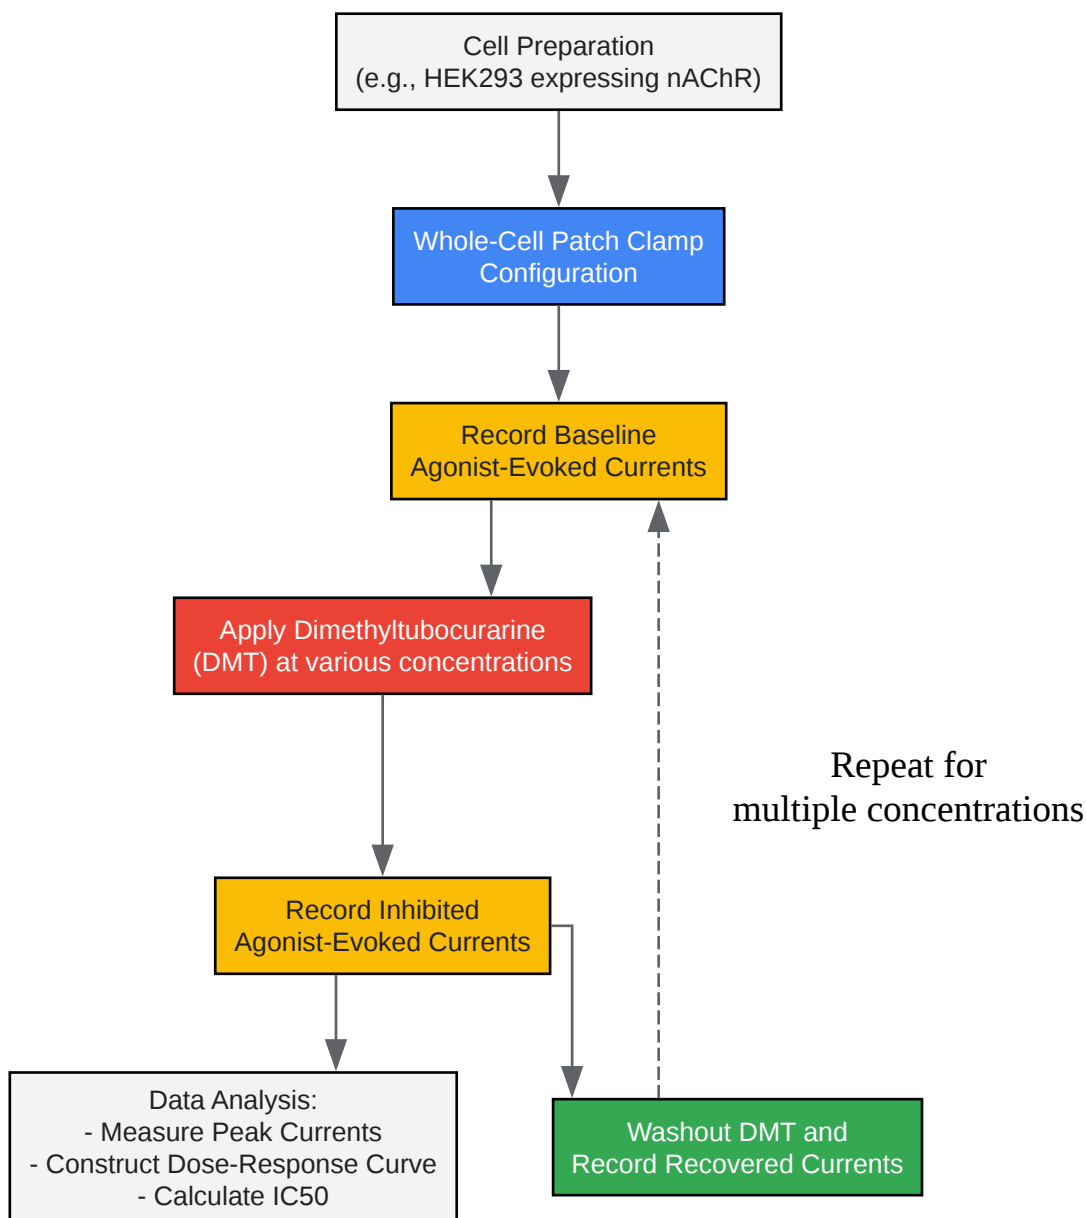 Cell Preparation
(e.g., HEK293 expressing nAChR)
Whole-Cell Patch Clamp
Configuration
Record Baseline
Agonist-Evoked Currents
Apply Dimethyltubocurarine
(DMT) at various concentrations
Repeat for
multiple concentrations
Record Inhibited
Agonist-Evoked Currents
Data Analysis:
- Measure Peak Currents
- Construct Dose-Response Curve
- Calculate IC50
Washout DMT and
Record Recovered Currents